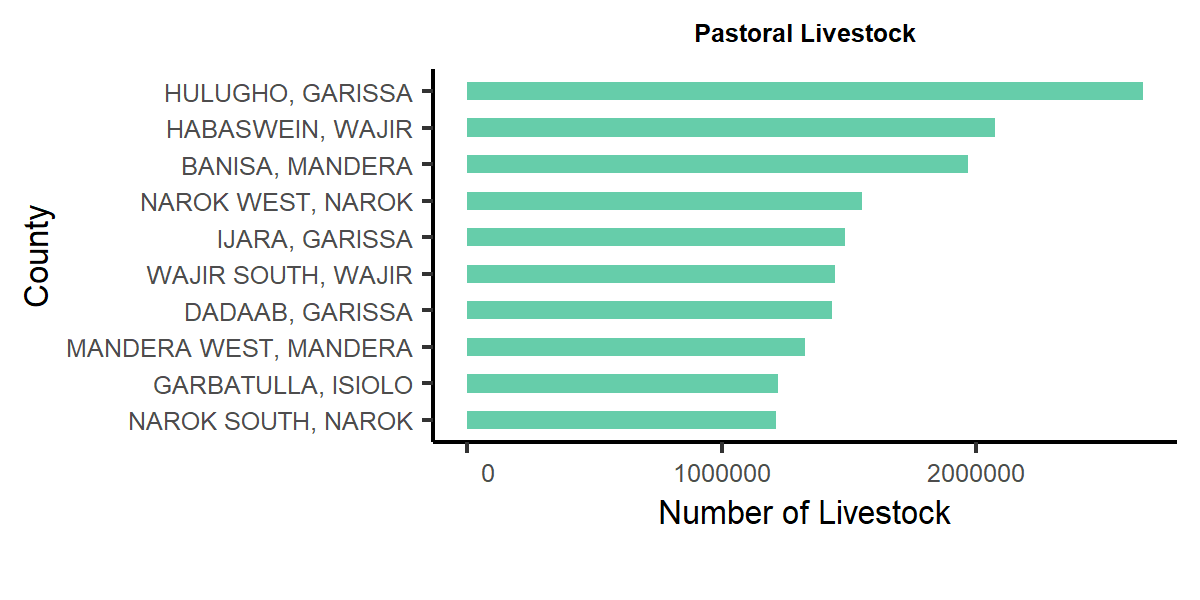 Pastoral Livestock
County
HULUGHO, GARISSA
HABASWEIN, WAJIR
BANISA, MANDERA
NAROK WEST, NAROK
IJARA, GARISSA
WAJIR SOUTH, WAJIR
DADAAB, GARISSA
MANDERA WEST, MANDERA
GARBATULLA, ISIOLO
NAROK SOUTH, NAROK
0 1000000 2000000
Number of Livestock